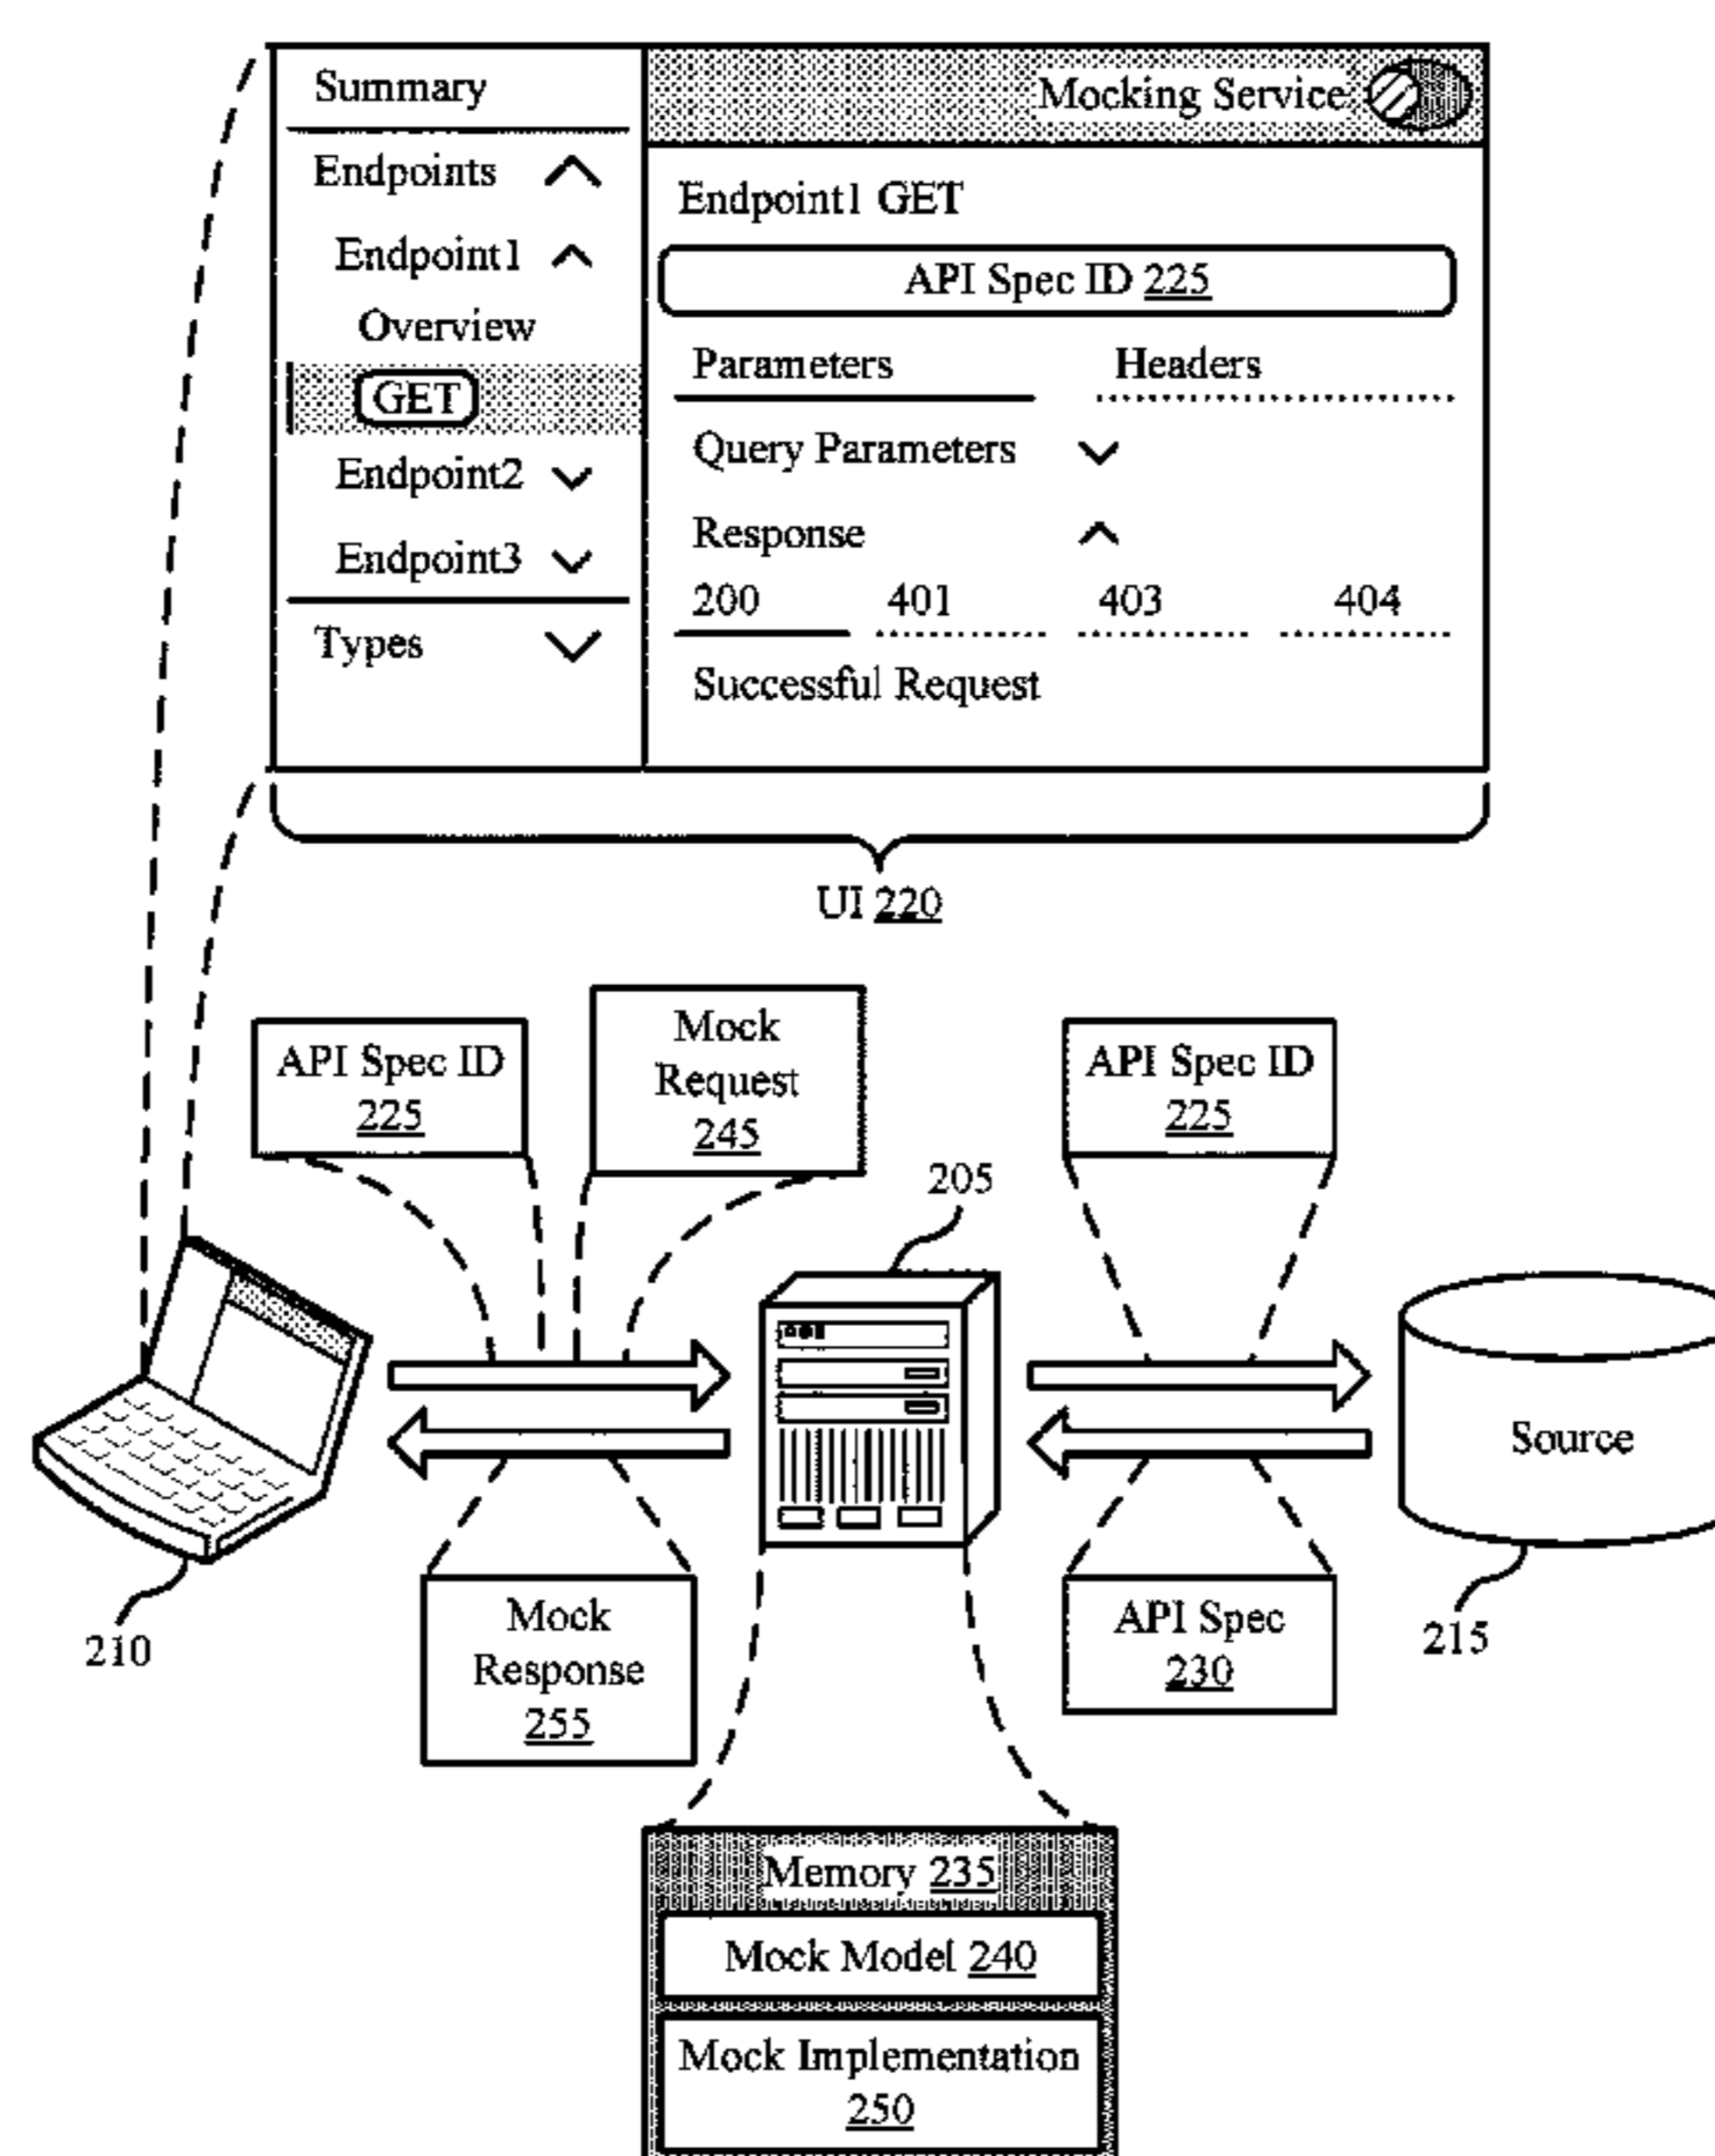 Summary
Mocking Service
Endpoints
Endpoint1
Overview
GET
Endpoint2
Endpoint3
Types
Endpoint1 GET
API Spec ID 225
Parameters
Headers
Query Parameters
Response
200
401
403
404
Successful Request
UI 220
API Spec ID
225
Mock
Request
245
API Spec ID
225
205
Source
210
Mock
Response
255
API Spec
230
215
Memory 235
Mock Model 240
Mock Implementation
250